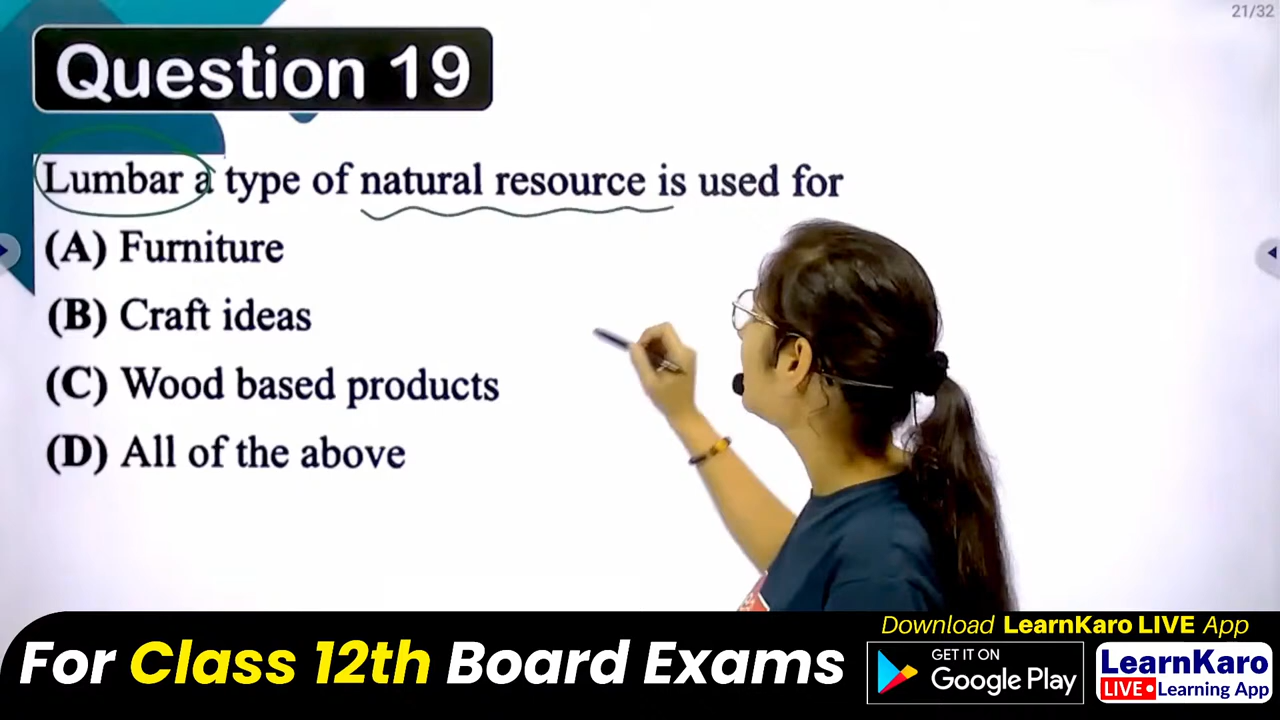 21/32
Question 19
Lumbar a type of natural resource is used for
(A) Furniture
(B) Craft ideas
(C) Wood based products
(D) All of the above
For Class 12th Board Exams
Download LearnKaro LIVE App
GET IT ON
Google Play
LearnKaro
LIVE • Learning App